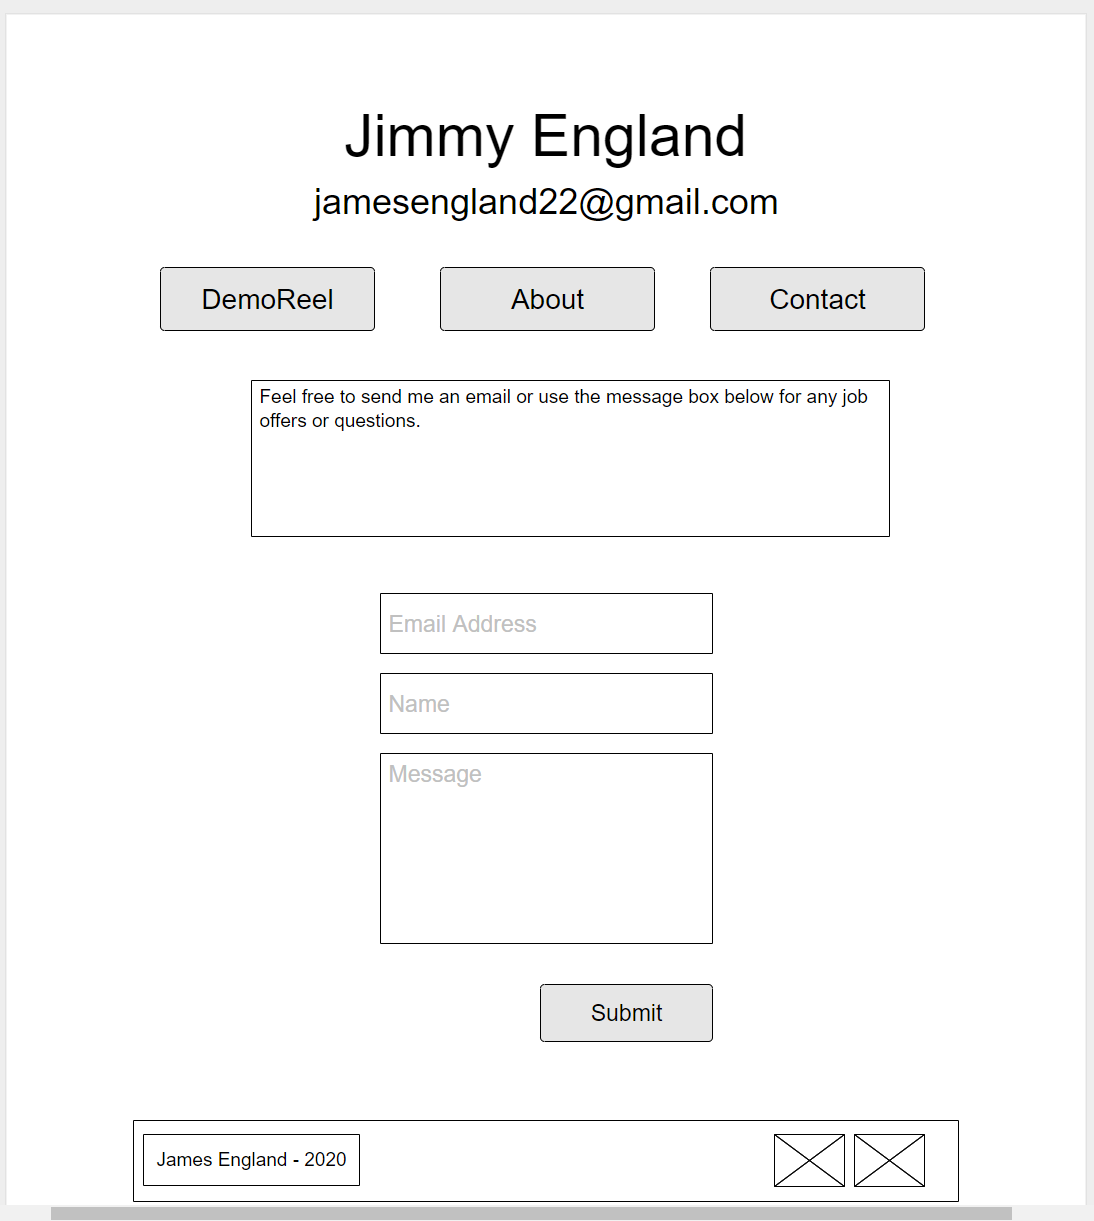 Jimmy England
jamesengland22@gmail.com
DemoReel
About
Contact
Feel free to send me an email or use the message box below for any job
offers or questions.
Email Address
Name
Message
Submit
James England - 2020